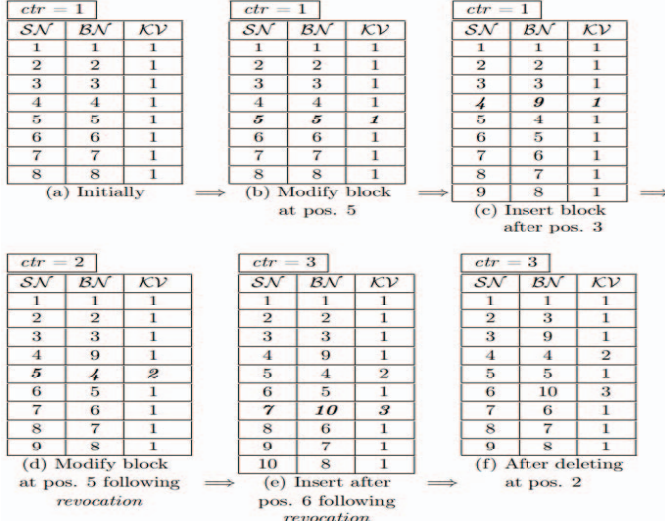 ctr = 1
SN BN KV
1 1 1
2 2 1
3 3 1
4 4 1
5 5 1
6 6 1
7 7 1
8 8 1
(a) Initially
⟹
ctr = 1
SN BN KV
1 1 1
2 2 1
3 3 1
4 4 1
5 5 1
6 6 1
7 7 1
8 8 1
(b) Modify block
at pos. 5
⟹
ctr = 1
SN BN KV
1 1 1
2 2 1
3 3 1
4 9 1
5 4 1
6 5 1
7 6 1
8 7 1
9 8 1
(c) Insert block
after pos. 3
⟹
ctr = 2
SN BN KV
1 1 1
2 2 1
3 3 1
4 9 1
5 4 2
6 5 1
7 6 1
8 7 1
9 8 1
(d) Modify block
at pos. 5 following
revocation
⟹
ctr = 3
SN BN KV
1 1 1
2 2 1
3 3 1
4 9 1
5 4 2
6 5 1
7 10 3
8 6 1
9 7 1
10 8 1
(e) Insert after
pos. 6 following
revocation
⟹
ctr = 3
SN BN KV
1 1 1
2 3 1
3 9 1
4 4 2
5 5 1
6 10 3
7 6 1
8 7 1
9 8 1
(f) After deleting
at pos. 2